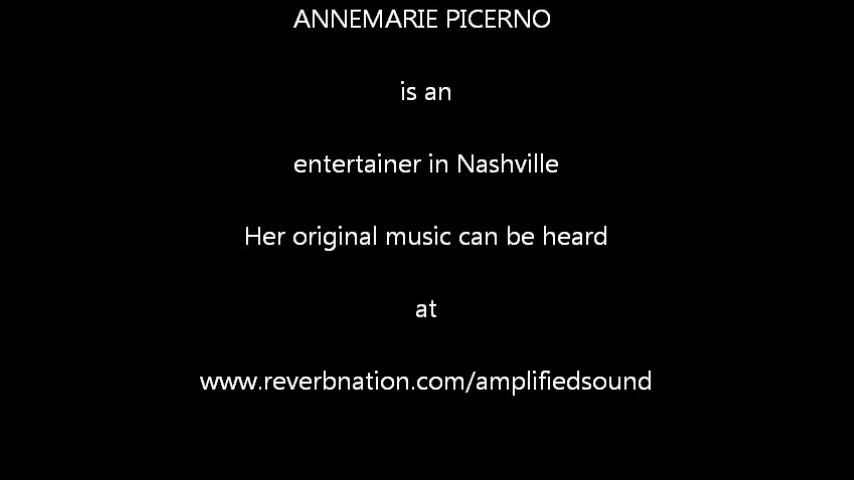 ANNEMARIE PICERNO
is an
entertainer in Nashville
Her original music can be heard
at
www.reverbnation.com/amplifiedsound